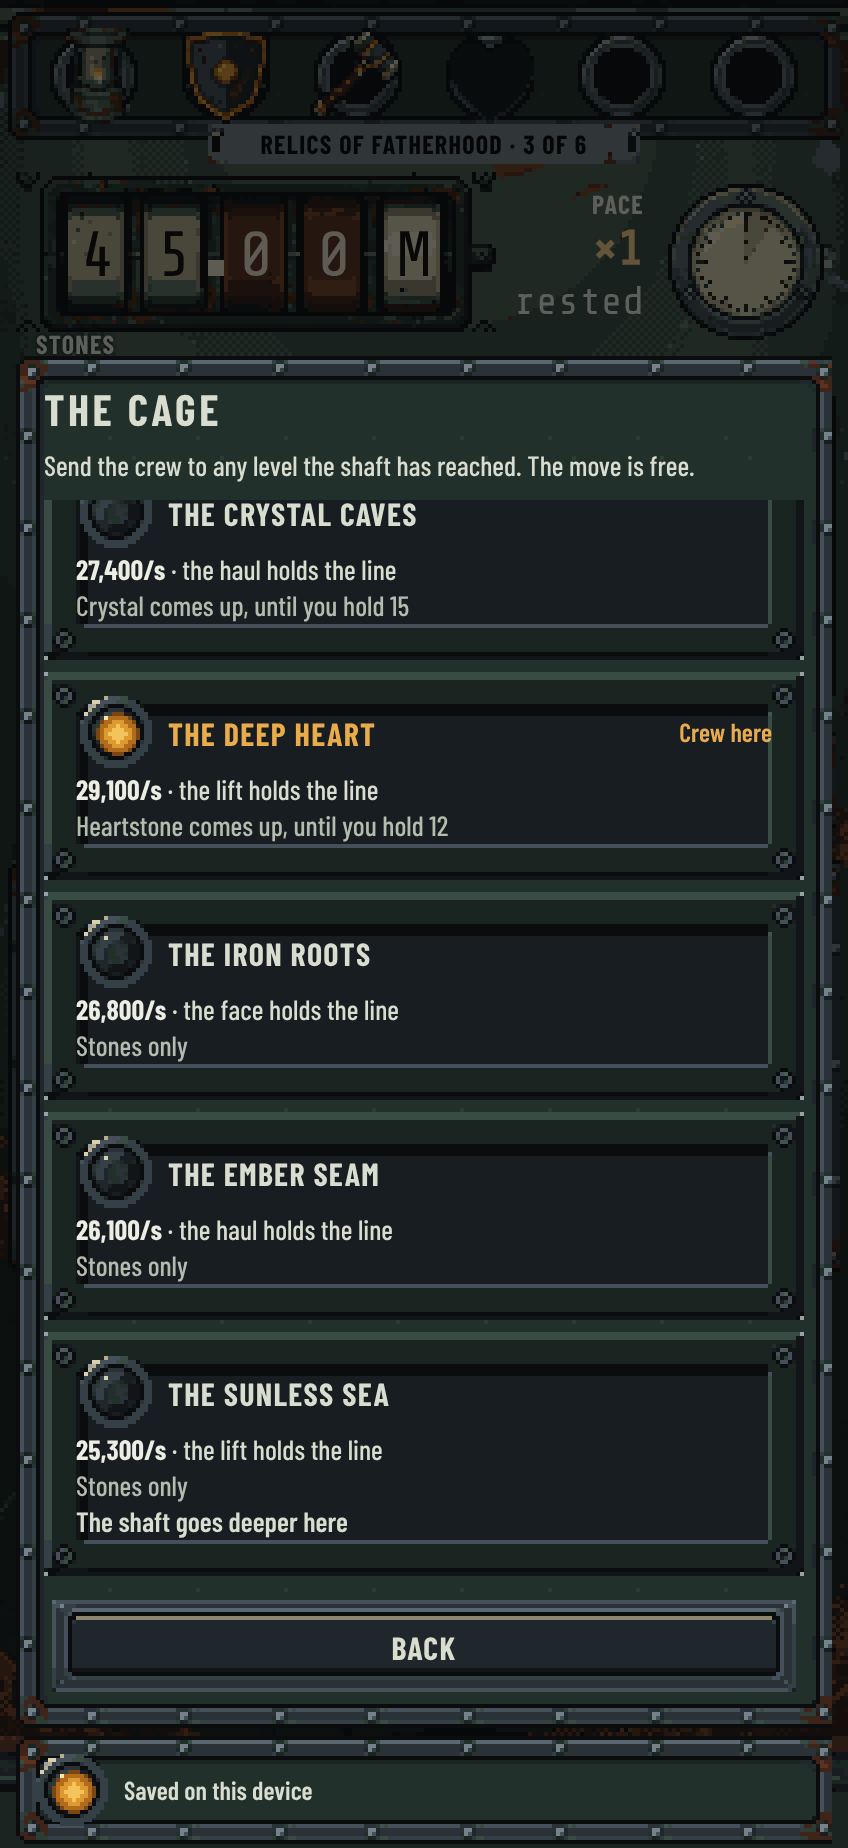 RELICS OF FATHERHOOD · 3 OF 6
45.00M
PACE
×1
rested
STONES
THE CAGE
Send the crew to any level the shaft has reached. The move is free.
THE CRYSTAL CAVES
27,400/s · the haul holds the line
Crystal comes up, until you hold 15
THE DEEP HEART
Crew here
29,100/s · the lift holds the line
Heartstone comes up, until you hold 12
THE IRON ROOTS
26,800/s · the face holds the line
Stones only
THE EMBER SEAM
26,100/s · the haul holds the line
Stones only
THE SUNLESS SEA
25,300/s · the lift holds the line
Stones only
The shaft goes deeper here
BACK
Saved on this device